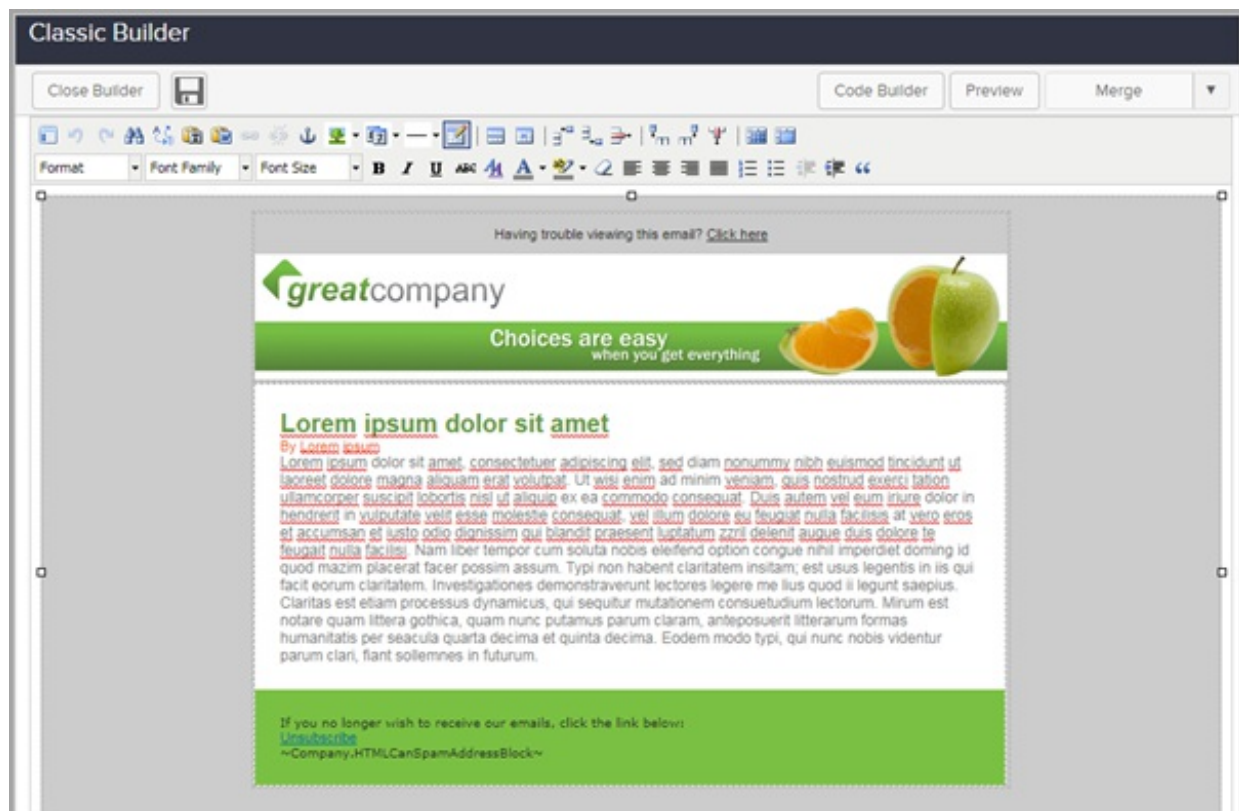 Classic Builder
Close Builder
Code Builder
Preview
Merge
Format
Font Family
Font Size
B I U ABC
Having trouble viewing this email? Click here
greatcompany
Choices are easy
when you get everything
Lorem ipsum dolor sit amet
By Lorem ipsum
Lorem ipsum dolor sit amet, consectetuer adipiscing elit, sed diam nonummy nibh euismod tincidunt ut
laoreet dolore magna aliquam erat volutpat. Ut wisi enim ad minim veniam, quis nostrud exerci tation
ullamcorper suscipit lobortis nisl ut aliquip ex ea commodo consequat. Duis autem vel eum iriure dolor in
hendrerit in vulputate velit esse molestie consequat, vel illum dolore eu feugiat nulla facilisis at vero eros
et accumsan et iusto odio dignissim qui blandit praesent luptatum zzril delenit augue duis dolore te
feugait nulla facilisi. Nam liber tempor cum soluta nobis eleifend option congue nihil imperdiet doming id
quod mazim placerat facer possim assum. Typi non habent claritatem insitam; est usus legentis in iis qui
facit eorum claritatem. Investigationes demonstraverunt lectores legere me lius quod ii legunt saepius.
Claritas est etiam processus dynamicus, qui sequitur mutationem consuetudium lectorum. Mirum est
notare quam littera gothica, quam nunc putamus parum claram, anteposuerit litterarum formas
humanitatis per seacula quarta decima et quinta decima. Eodem modo typi, qui nunc nobis videntur
parum clari, fiant sollemnes in futurum.
If you no longer wish to receive our emails, click the link below:
Unsubscribe
~Company.HTMLCanSpamAddressBlock~